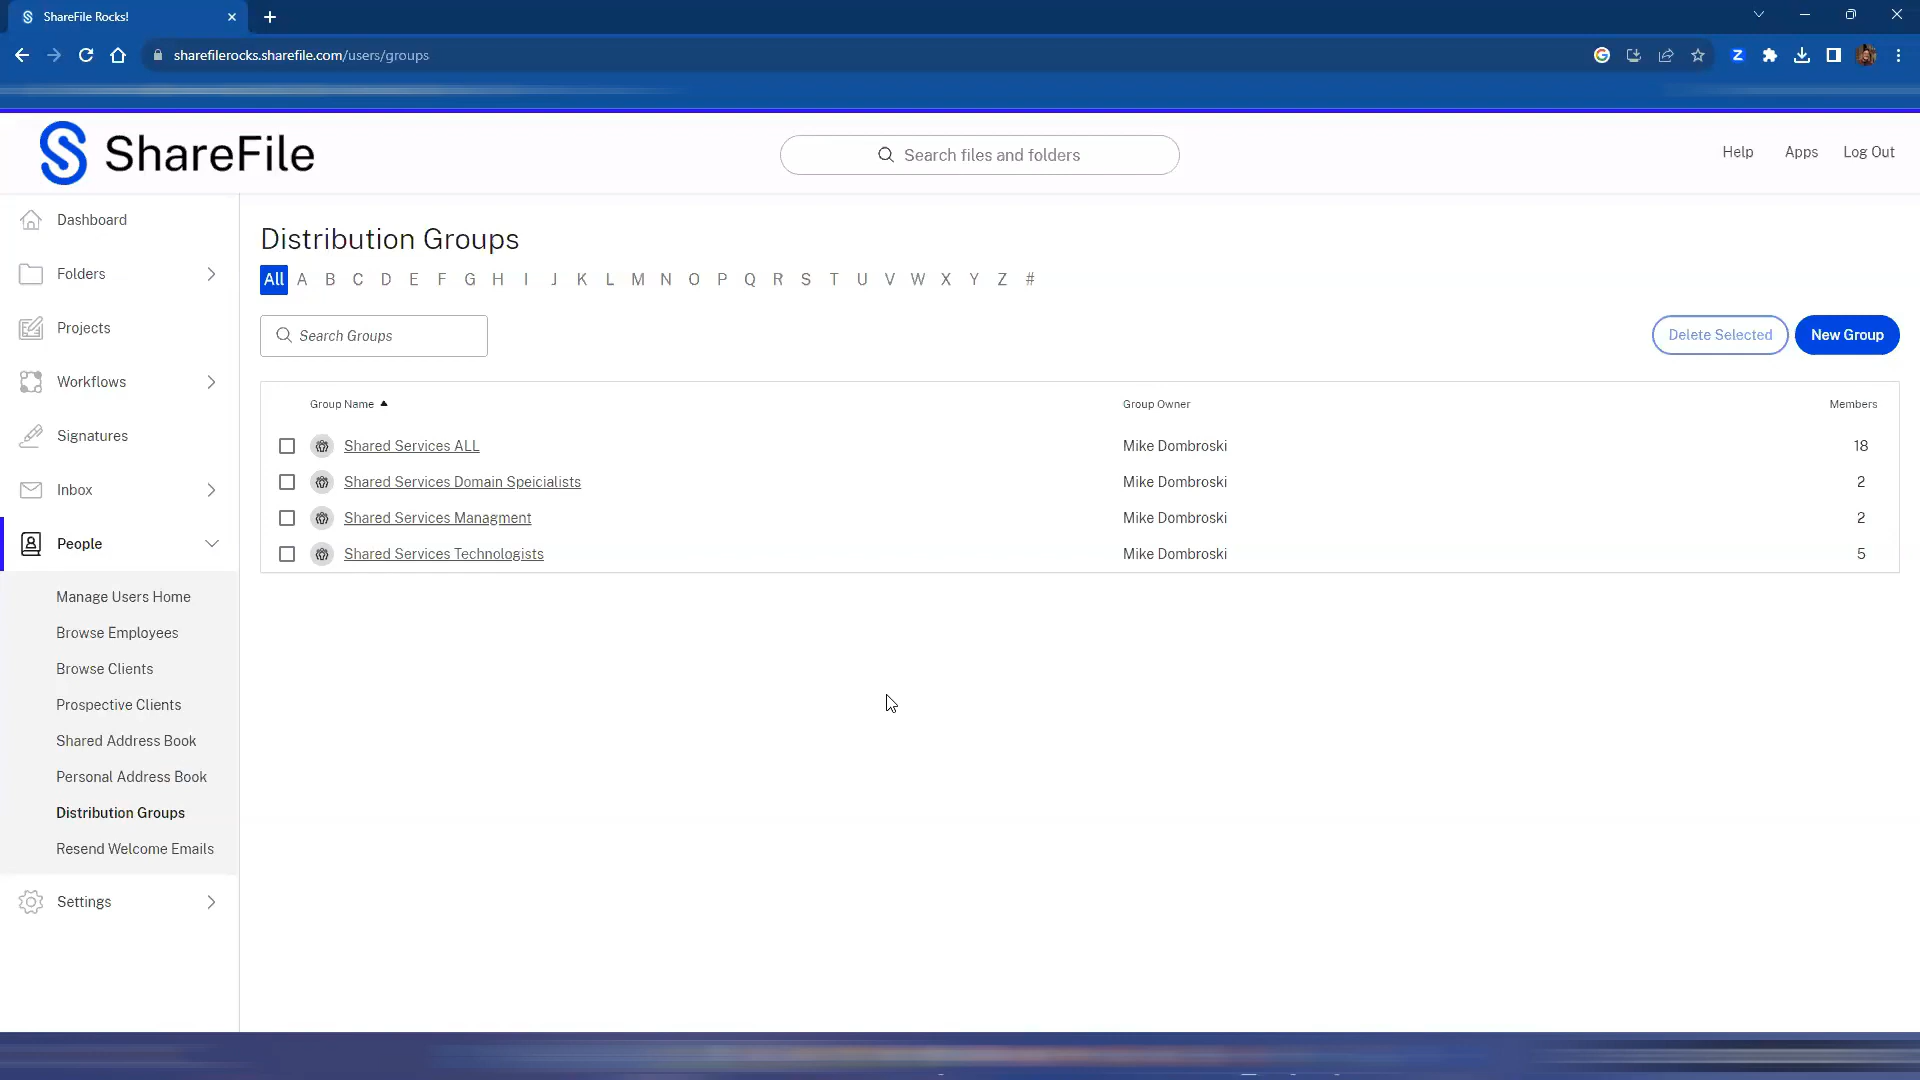 ShareFile Rocks!
sharefilerocks.sharefile.com/users/groups
ShareFile
Search files and folders
Help Apps Log Out
Dashboard
Folders
Projects
Workflows
Signatures
Inbox
People
Manage Users Home
Browse Employees
Browse Clients
Prospective Clients
Shared Address Book
Personal Address Book
Distribution Groups
Resend Welcome Emails
Settings
Distribution Groups
All A B C D E F G H I J K L M N O P Q R S T U V W X Y Z #
Search Groups
Delete Selected New Group
Group Name Group Owner Members
Shared Services ALL Mike Dombroski 18
Shared Services Domain Speicialists Mike Dombroski 2
Shared Services Managment Mike Dombroski 2
Shared Services Technologists Mike Dombroski 5